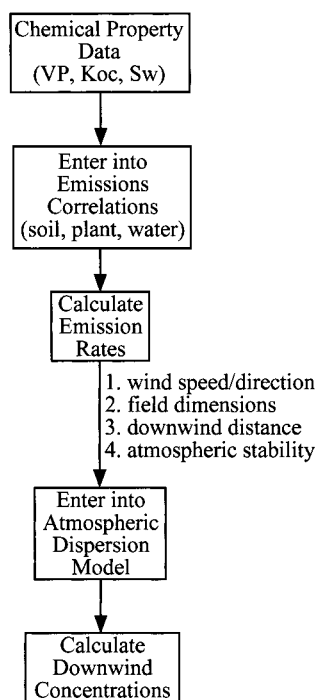 Chemical Property
Data
(VP, Koc, Sw)
Enter into
Emissions
Correlations
(soil, plant, water)
Calculate
Emission
Rates
1. wind speed/direction
2. field dimensions
3. downwind distance
4. atmospheric stability
Enter into
Atmospheric
Dispersion
Model
Calculate
Downwind
Concentrations